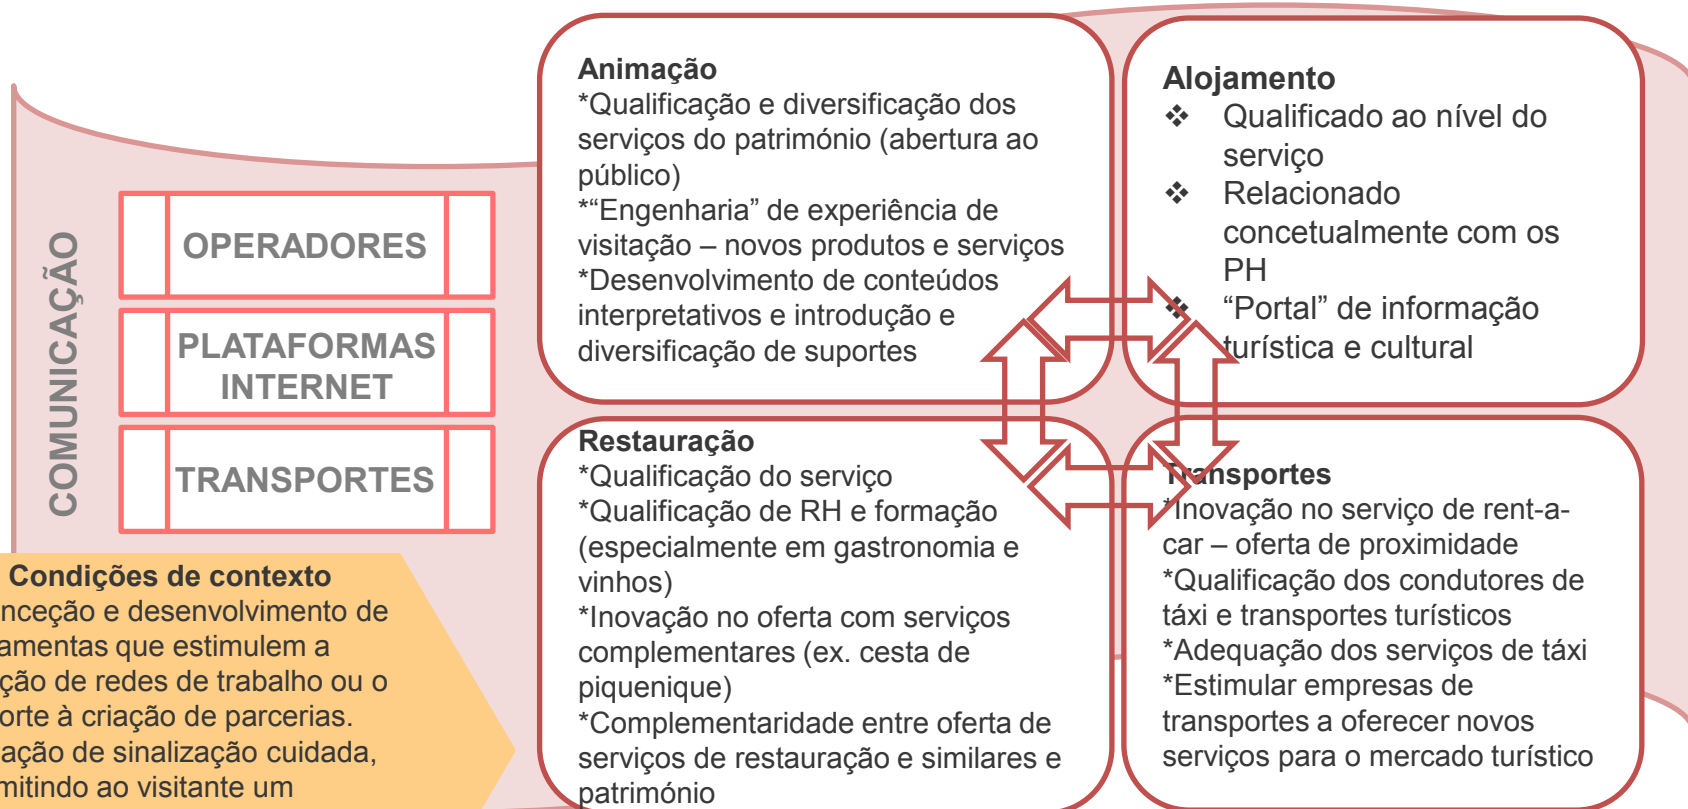 COMUNICAÇÃO
OPERADORES
PLATAFORMAS
INTERNET
TRANSPORTES
Condições de contexto
nceção e desenvolvimento de
amentas que estimulem a
ção de redes de trabalho ou o
orte à criação de parcerias.
ação de sinalização cuidada,
mitindo ao visitante um
Animação
*Qualificação e diversificação dos
serviços do património (abertura ao
público)
*“Engenharia” de experiência de
visitação – novos produtos e serviços
*Desenvolvimento de conteúdos
interpretativos e introdução e
diversificação de suportes
Alojamento
❖ Qualificado ao nível do
serviço
❖ Relacionado
concetualmente com os
PH
❖ “Portal” de informação
turística e cultural
Restauração
*Qualificação do serviço
*Qualificação de RH e formação
(especialmente em gastronomia e
vinhos)
*Inovação no oferta com serviços
complementares (ex. cesta de
piquenique)
*Complementaridade entre oferta de
serviços de restauração e similares e
património
Transportes
*Inovação no serviço de rent-a-
car – oferta de proximidade
*Qualificação dos condutores de
táxi e transportes turísticos
*Adequação dos serviços de táxi
*Estimular empresas de
transportes a oferecer novos
serviços para o mercado turístico